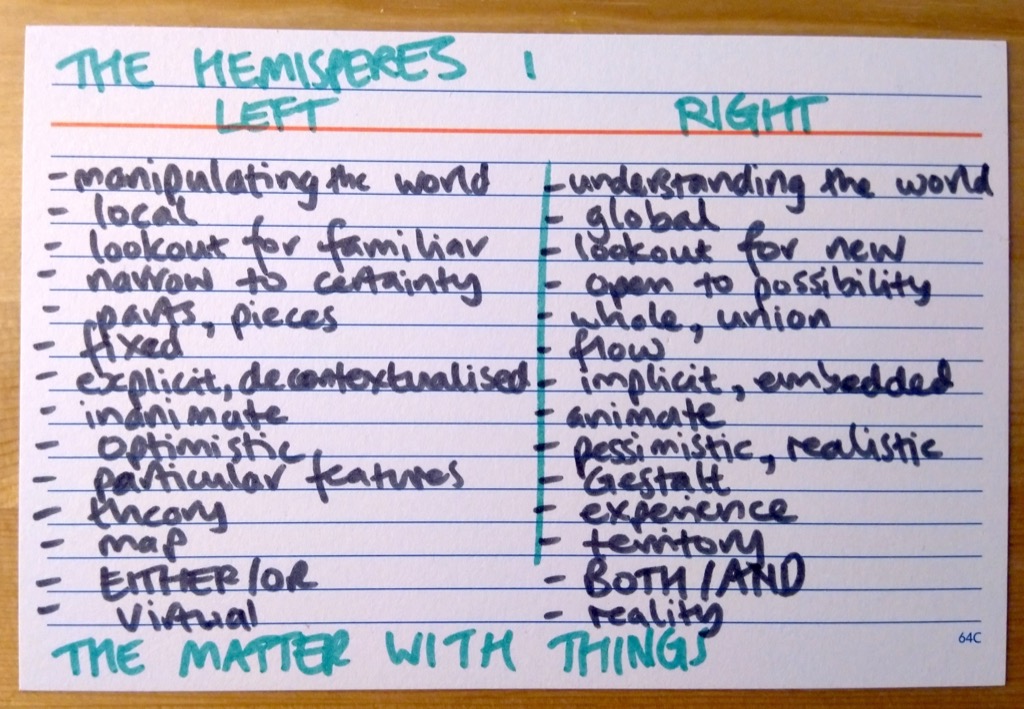 THE HEMISPERES 1
LEFT RIGHT
- manipulating the world - understanding the world
- local - global
- lookout for familiar - lookout for new
- narrow to certainty - open to possibility
- parts, pieces - whole, union
- fixed - flow
- explicit, decontextualised - implicit, embedded
- inanimate - animate
- optimistic - pessimistic, realistic
- particular features - Gestalt
- theory - experience
- map - territory
- EITHER/OR - BOTH/AND
- virtual - reality
THE MATTER WITH THINGS
64C